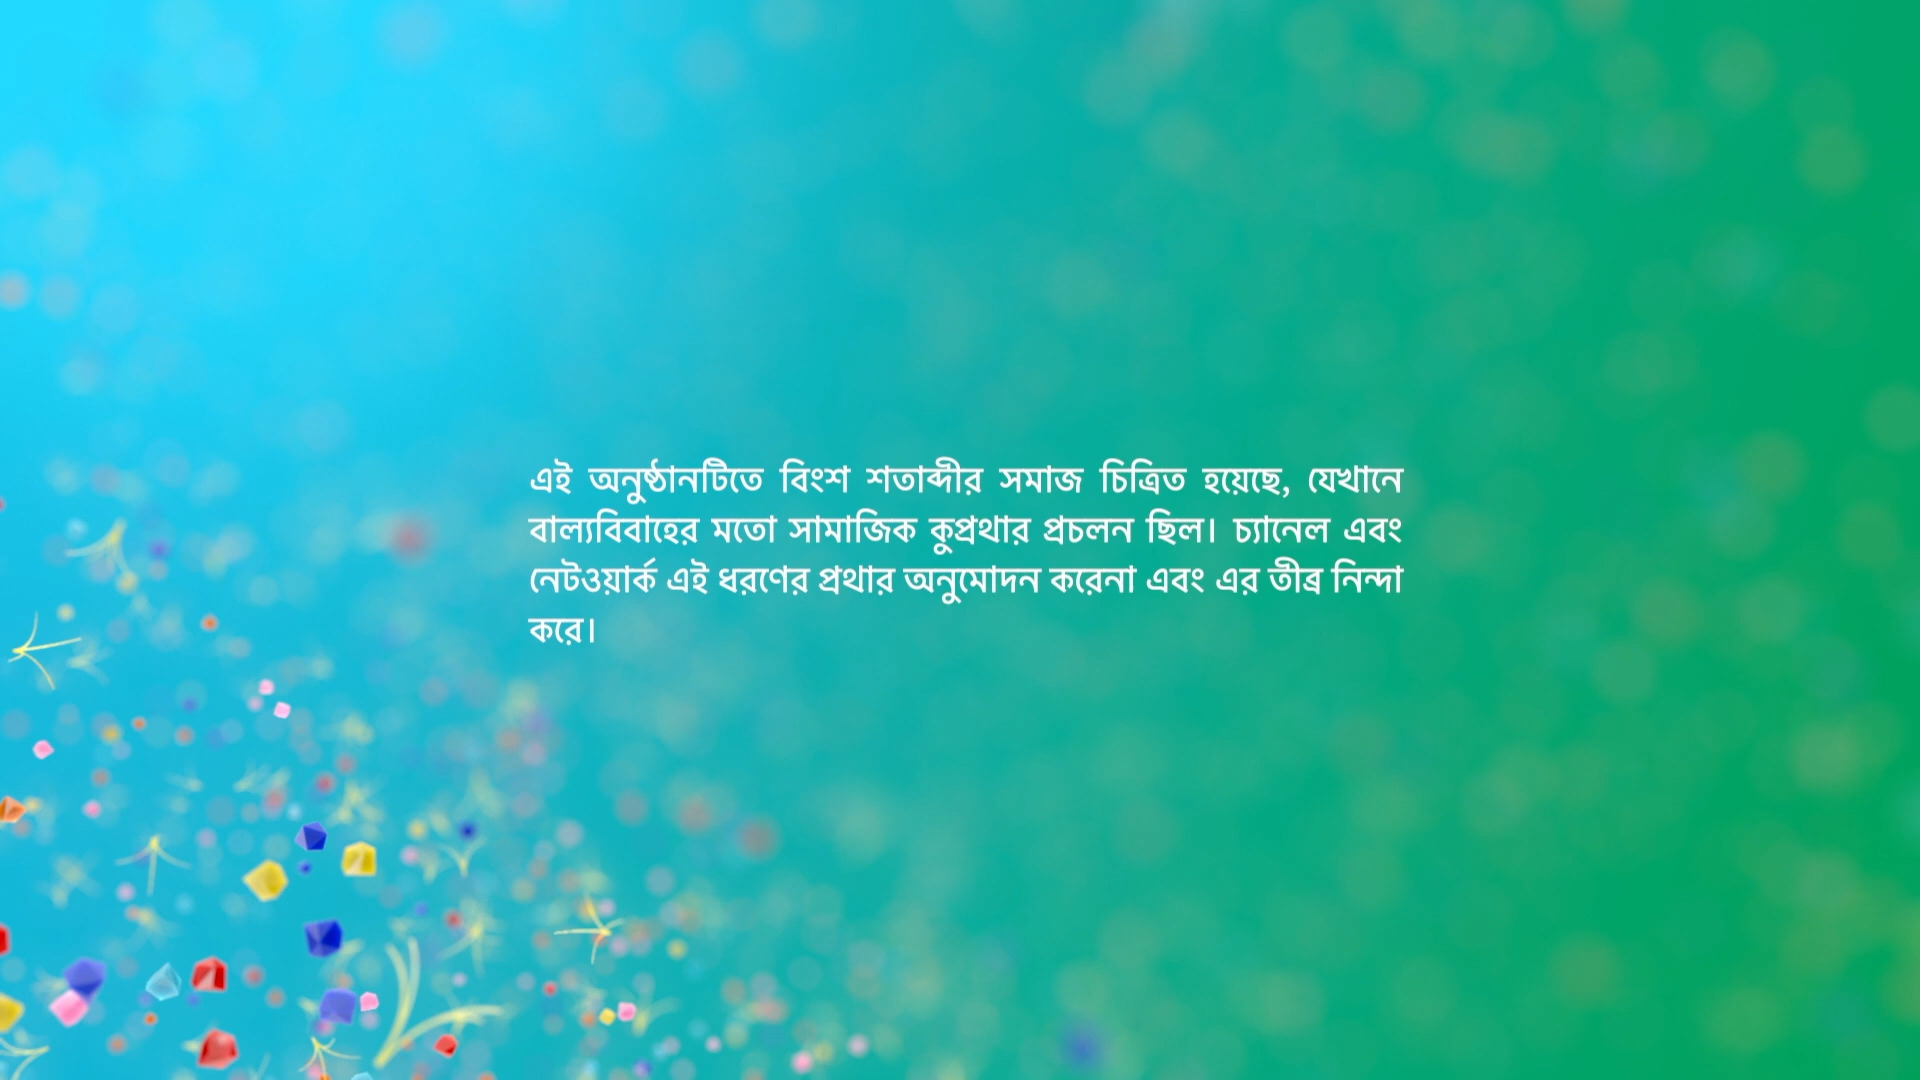 এই অনুষ্ঠানটিতে বিংশ শতাব্দীর সমাজ চিত্রিত হয়েছে, যেখানে
বাল্যবিবাহের মতো সামাজিক কুপ্রথার প্রচলন ছিল। চ্যানেল এবং
নেটওয়ার্ক এই ধরণের প্রথার অনুমোদন করেনা এবং এর তীব্র নিন্দা
করে।